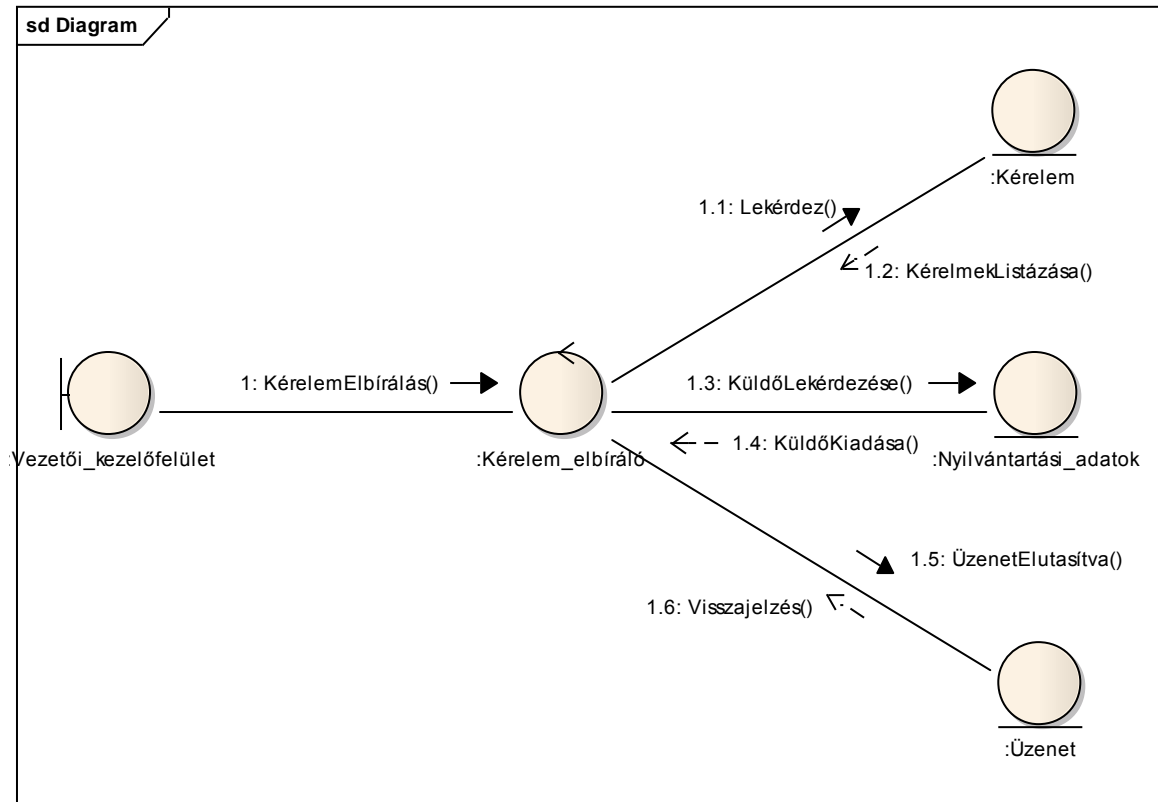 sd Diagram
:Kérelem
1.1: Lekérdez()
1.2: KérelmekListázása()
1: KérelemElbírálás()
1.3: KüldőLekérdezése()
1.4: KüldőKiadása()
:Vezetői_kezelőfelület
:Kérelem_elbíráló
:Nyilvántartási_adatok
1.5: ÜzenetElutasítva()
1.6: Visszajelzés()
:Üzenet